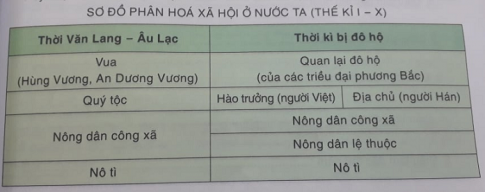 SƠ ĐỒ PHÂN HOÁ XÃ HỘI Ở NƯỚC TA (THẾ KỈ I – X)
Thời Văn Lang – Âu Lạc
Thời kì bị đô hộ
Vua
(Hùng Vương, An Dương Vương)
Quan lại đô hộ
(của các triều đại phương Bắc)
Quý tộc
Hào trưởng (người Việt)
Địa chủ (người Hán)
Nông dân công xã
Nông dân công xã
Nông dân lệ thuộc
Nô tì
Nô tì